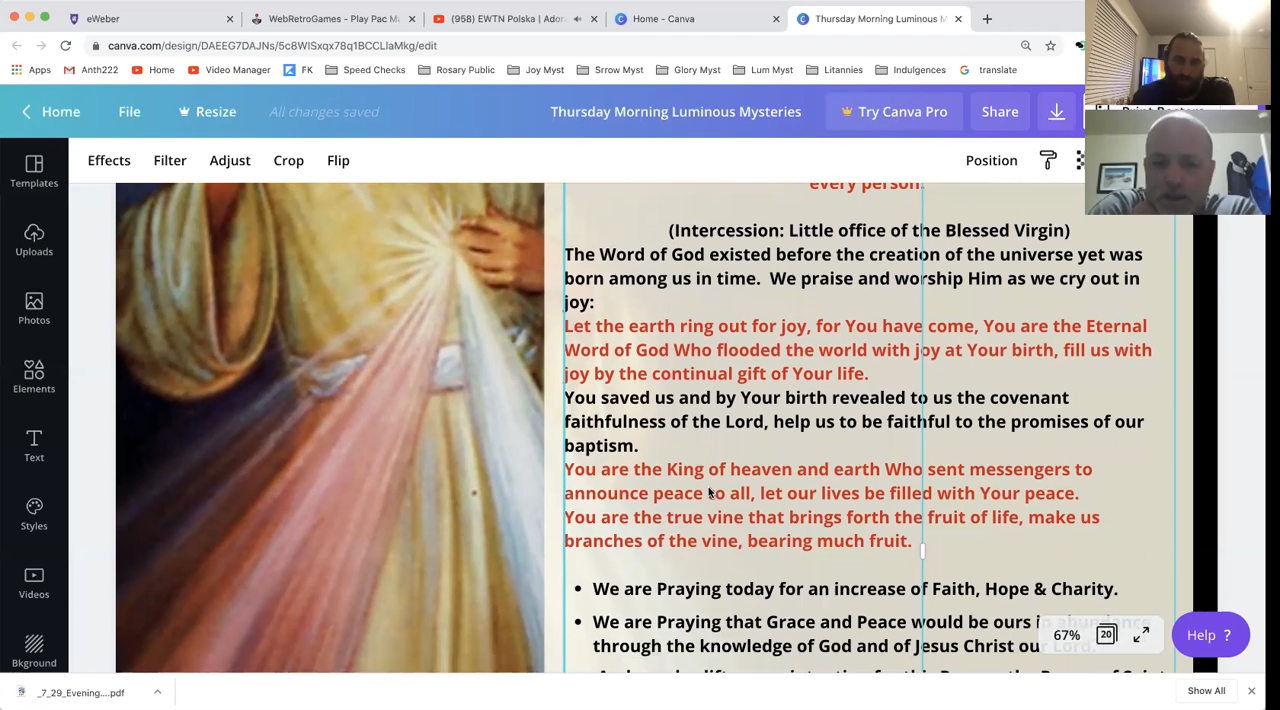 eWeber
WebRetroGames - Play Pac M
(958) EWTN Polska | Ador
Home - Canva
Thursday Morning Luminous M
canva.com/design/DAEEG7DAJNs/5c8WISxqx78q1BCCLlaMkg/edit
Apps
Anth222
Home
Video Manager
FK
Speed Checks
Rosary Public
Joy Myst
Srrow Myst
Glory Myst
Lum Myst
Litannies
Indulgences
translate
Home
File
Resize
All changes saved
Thursday Morning Luminous Mysteries
Try Canva Pro
Share
Effects
Filter
Adjust
Crop
Flip
Position
Templates
Uploads
Photos
Elements
Text
Styles
Videos
Bkground
every person.
(Intercession: Little office of the Blessed Virgin)
The Word of God existed before the creation of the universe yet was
born among us in time. We praise and worship Him as we cry out in
joy:
Let the earth ring out for joy, for You have come, You are the Eternal
Word of God Who flooded the world with joy at Your birth, fill us with
joy by the continual gift of Your life.
You saved us and by Your birth revealed to us the covenant
faithfulness of the Lord, help us to be faithful to the promises of our
baptism.
You are the King of heaven and earth Who sent messengers to
announce peace to all, let our lives be filled with Your peace.
You are the true vine that brings forth the fruit of life, make us
branches of the vine, bearing much fruit.
• We are Praying today for an increase of Faith, Hope & Charity.
• We are Praying that Grace and Peace would be ours in abundance
through the knowledge of God and of Jesus Christ our Lord.
67%
20
Help ?
_7_29_Evening....pdf
Show All